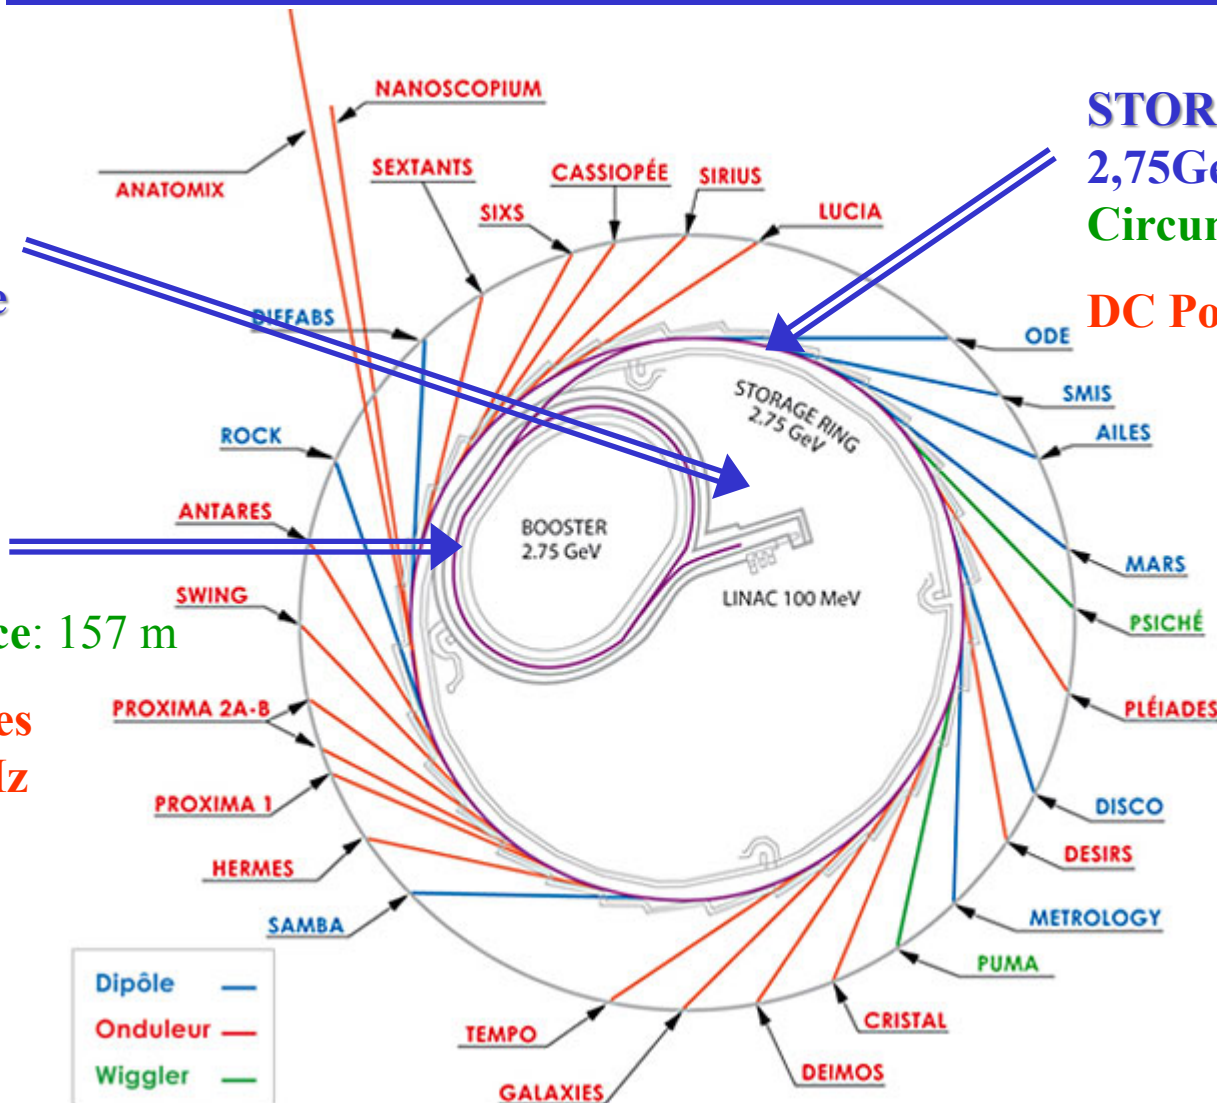 NANOSCOPIUM
ANATOMIX
SEXTANTS
CASSIOPÉE
SIRIUS
SIXS
LUCIA
STOR
2,75Ge
Circur
DC Po
e
DIFFABS
ODE
SMIS
AILES
ROCK
ANTARES
SWING
STORAGE RING
2.75 GeV
BOOSTER
2.75 GeV
LINAC 100 MeV
MARS
PSICHÉ
PLÉIADES
ce: 157 m
es
Hz
PROXIMA 2A-B
PROXIMA 1
HERMES
SAMBA
DISCO
DESIRS
METROLOGY
PUMA
CRISTAL
DEIMOS
GALAXIES
TEMPO
Dipôle
Onduleur
Wiggler